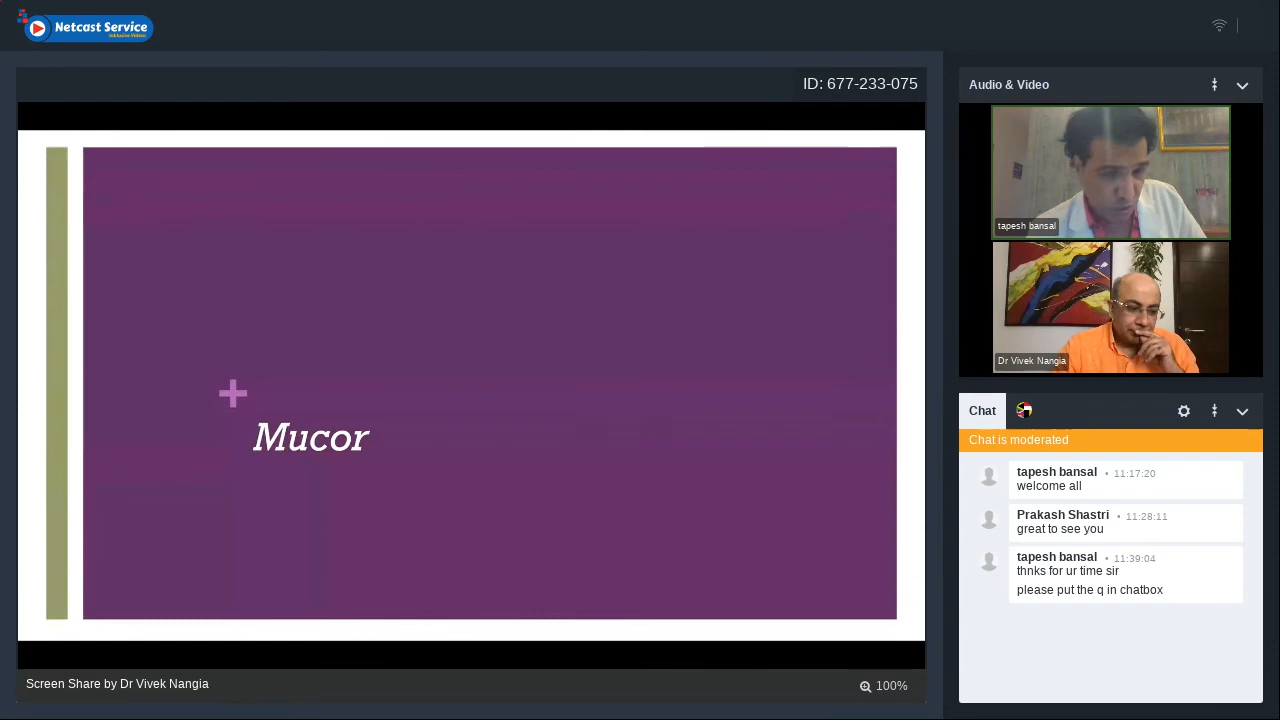 Netcast Service
Inklusive Videos
ID: 677-233-075
Mucor
Screen Share by Dr Vivek Nangia
100%
Audio & Video
tapesh bansal
Dr Vivek Nangia
Chat
Chat is moderated
tapesh bansal • 11:17:20
welcome all
Prakash Shastri • 11:28:11
great to see you
tapesh bansal • 11:39:04
thnks for ur time sir
please put the q in chatbox